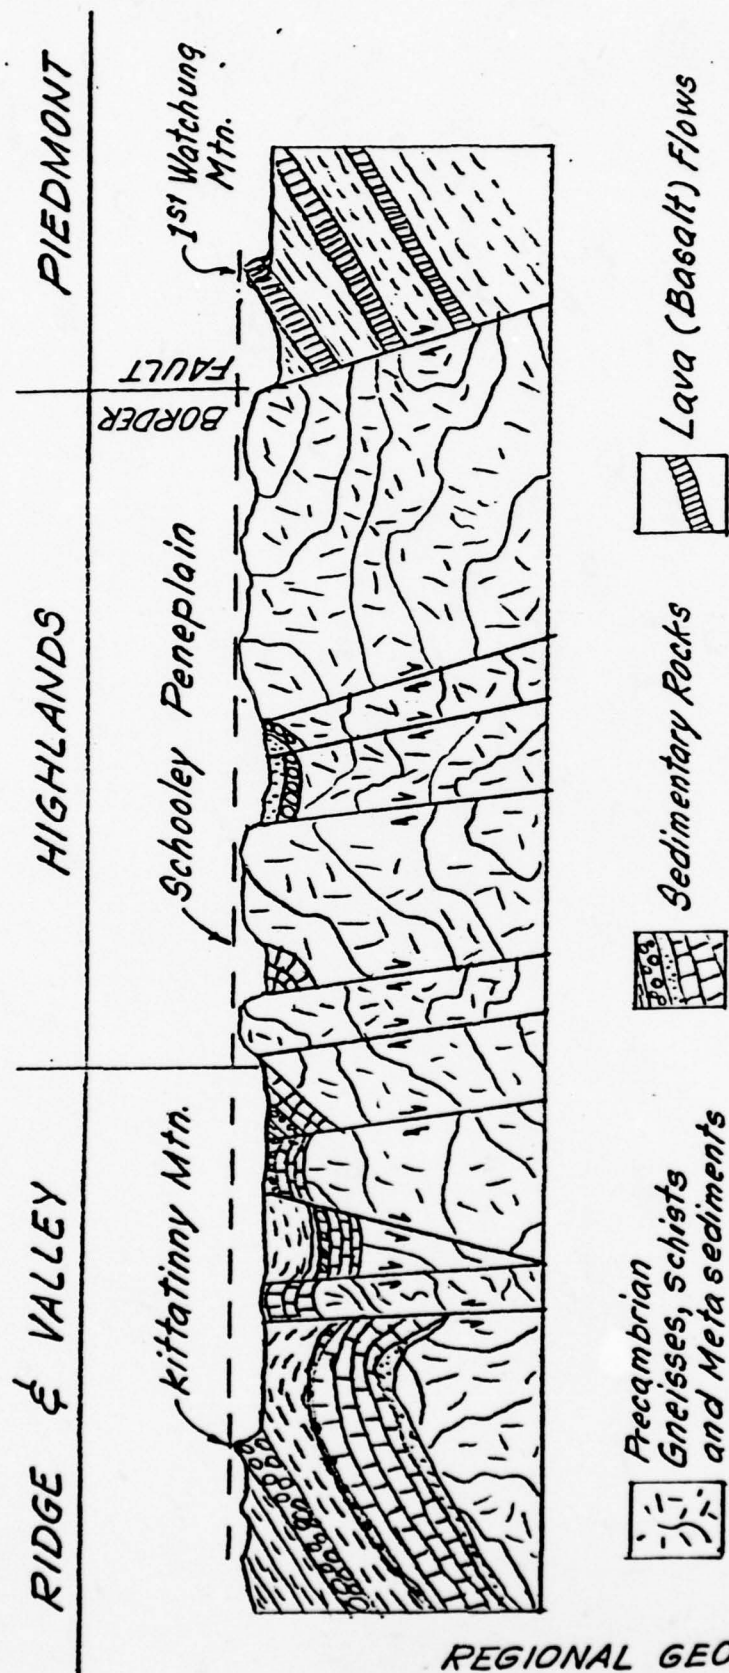 RIDGE & VALLEY
HIGHLANDS
PIEDMONT
Kittatinny Mtn.
Schooley Peneplain
BORDER
FAULT
1ST Watchung
Mtn.
Precambrian
Gneisses, schists
and Meta sediments
Sedimentary Rocks
Lava (Basalt) Flows
REGIONAL GEO